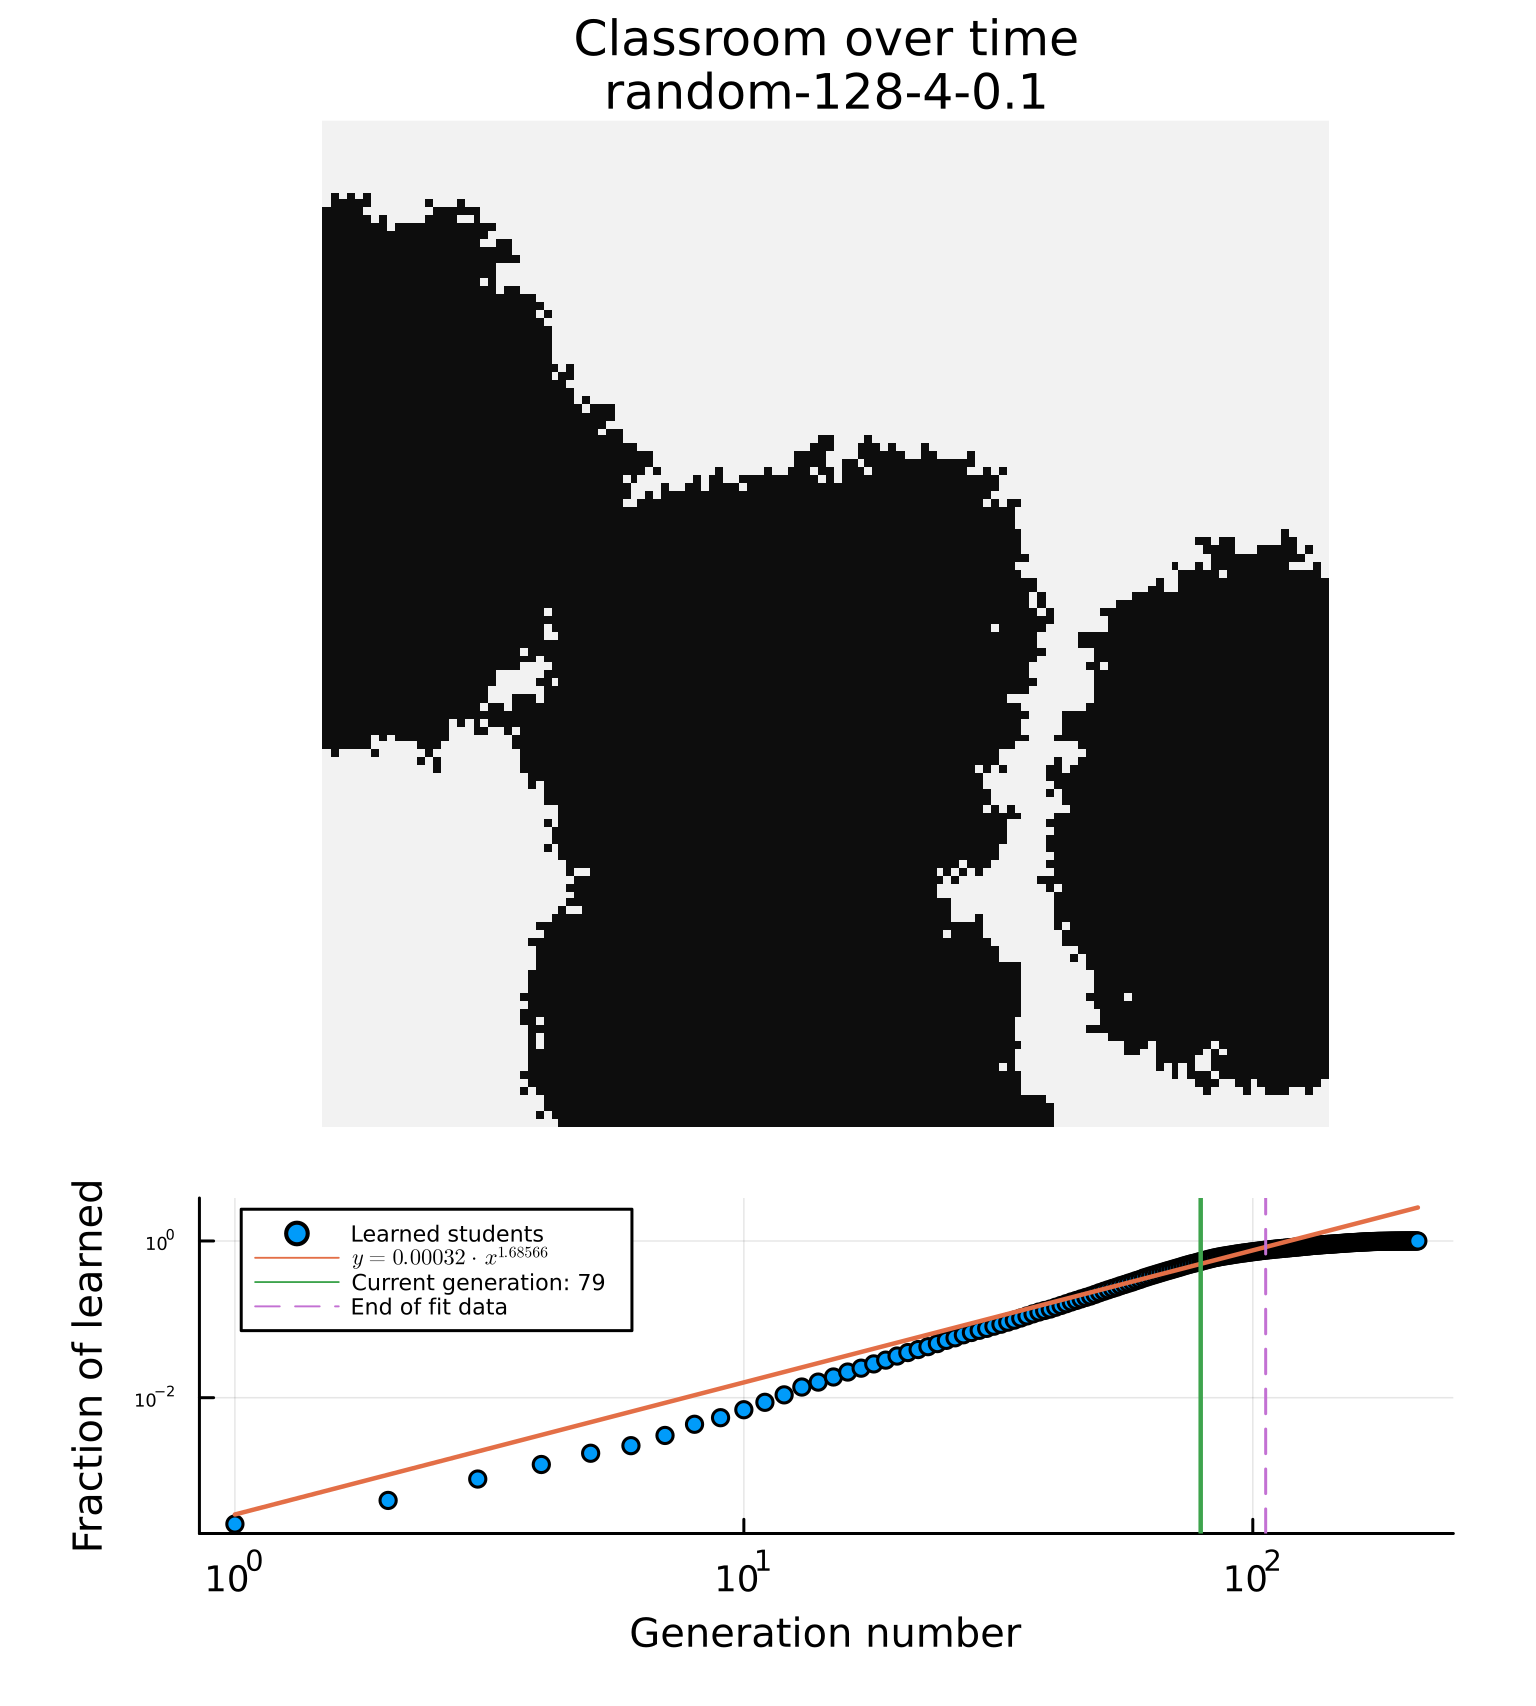 Classroom over time
random-128-4-0.1
Fraction of learned
10^0
10^−2
Learned students
y = 0.00032 · x^1.68566
Current generation: 79
End of fit data
10^0 10^1 10^2
Generation number